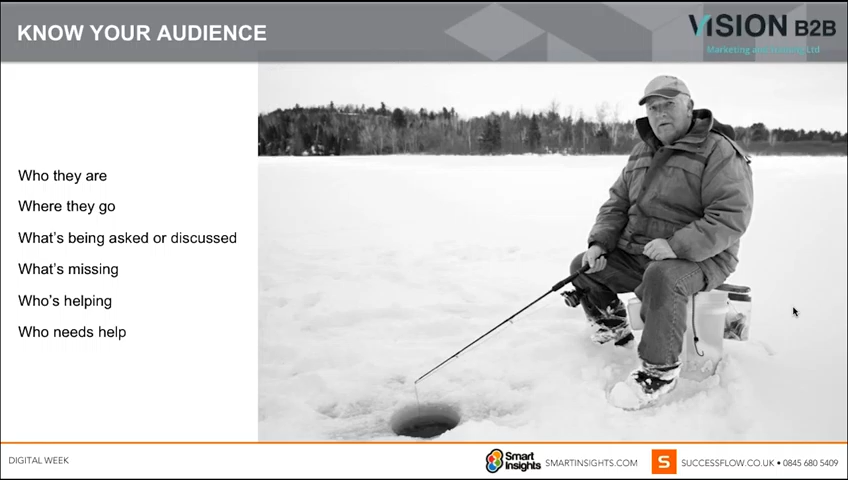 KNOW YOUR AUDIENCE
VISION B2B
Marketing and Training Ltd
Who they are
Where they go
What's being asked or discussed
What's missing
Who's helping
Who needs help
DIGITAL WEEK
Smart
Insights
SMARTINSIGHTS.COM
S
SUCCESSFLOW.CO.UK • 0845 680 5409